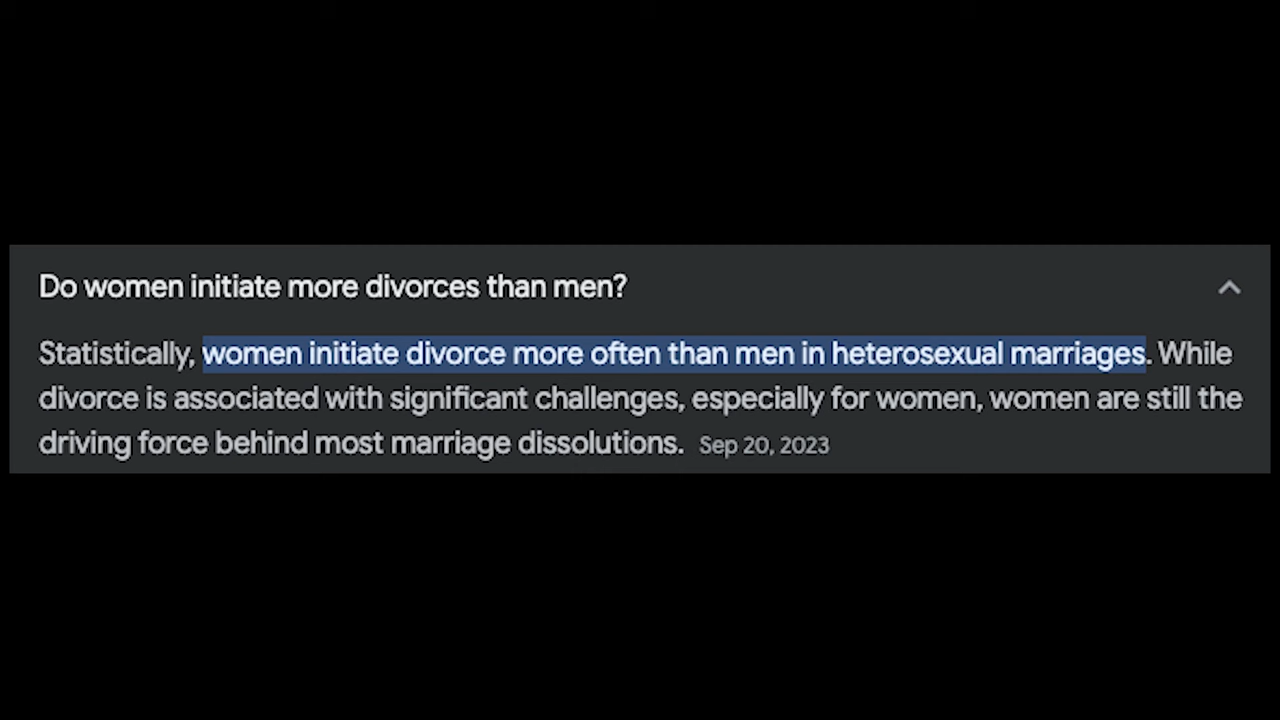 Do women initiate more divorces than men?
Statistically, women initiate divorce more often than men in heterosexual marriages. While
divorce is associated with significant challenges, especially for women, women are still the
driving force behind most marriage dissolutions. Sep 20, 2023